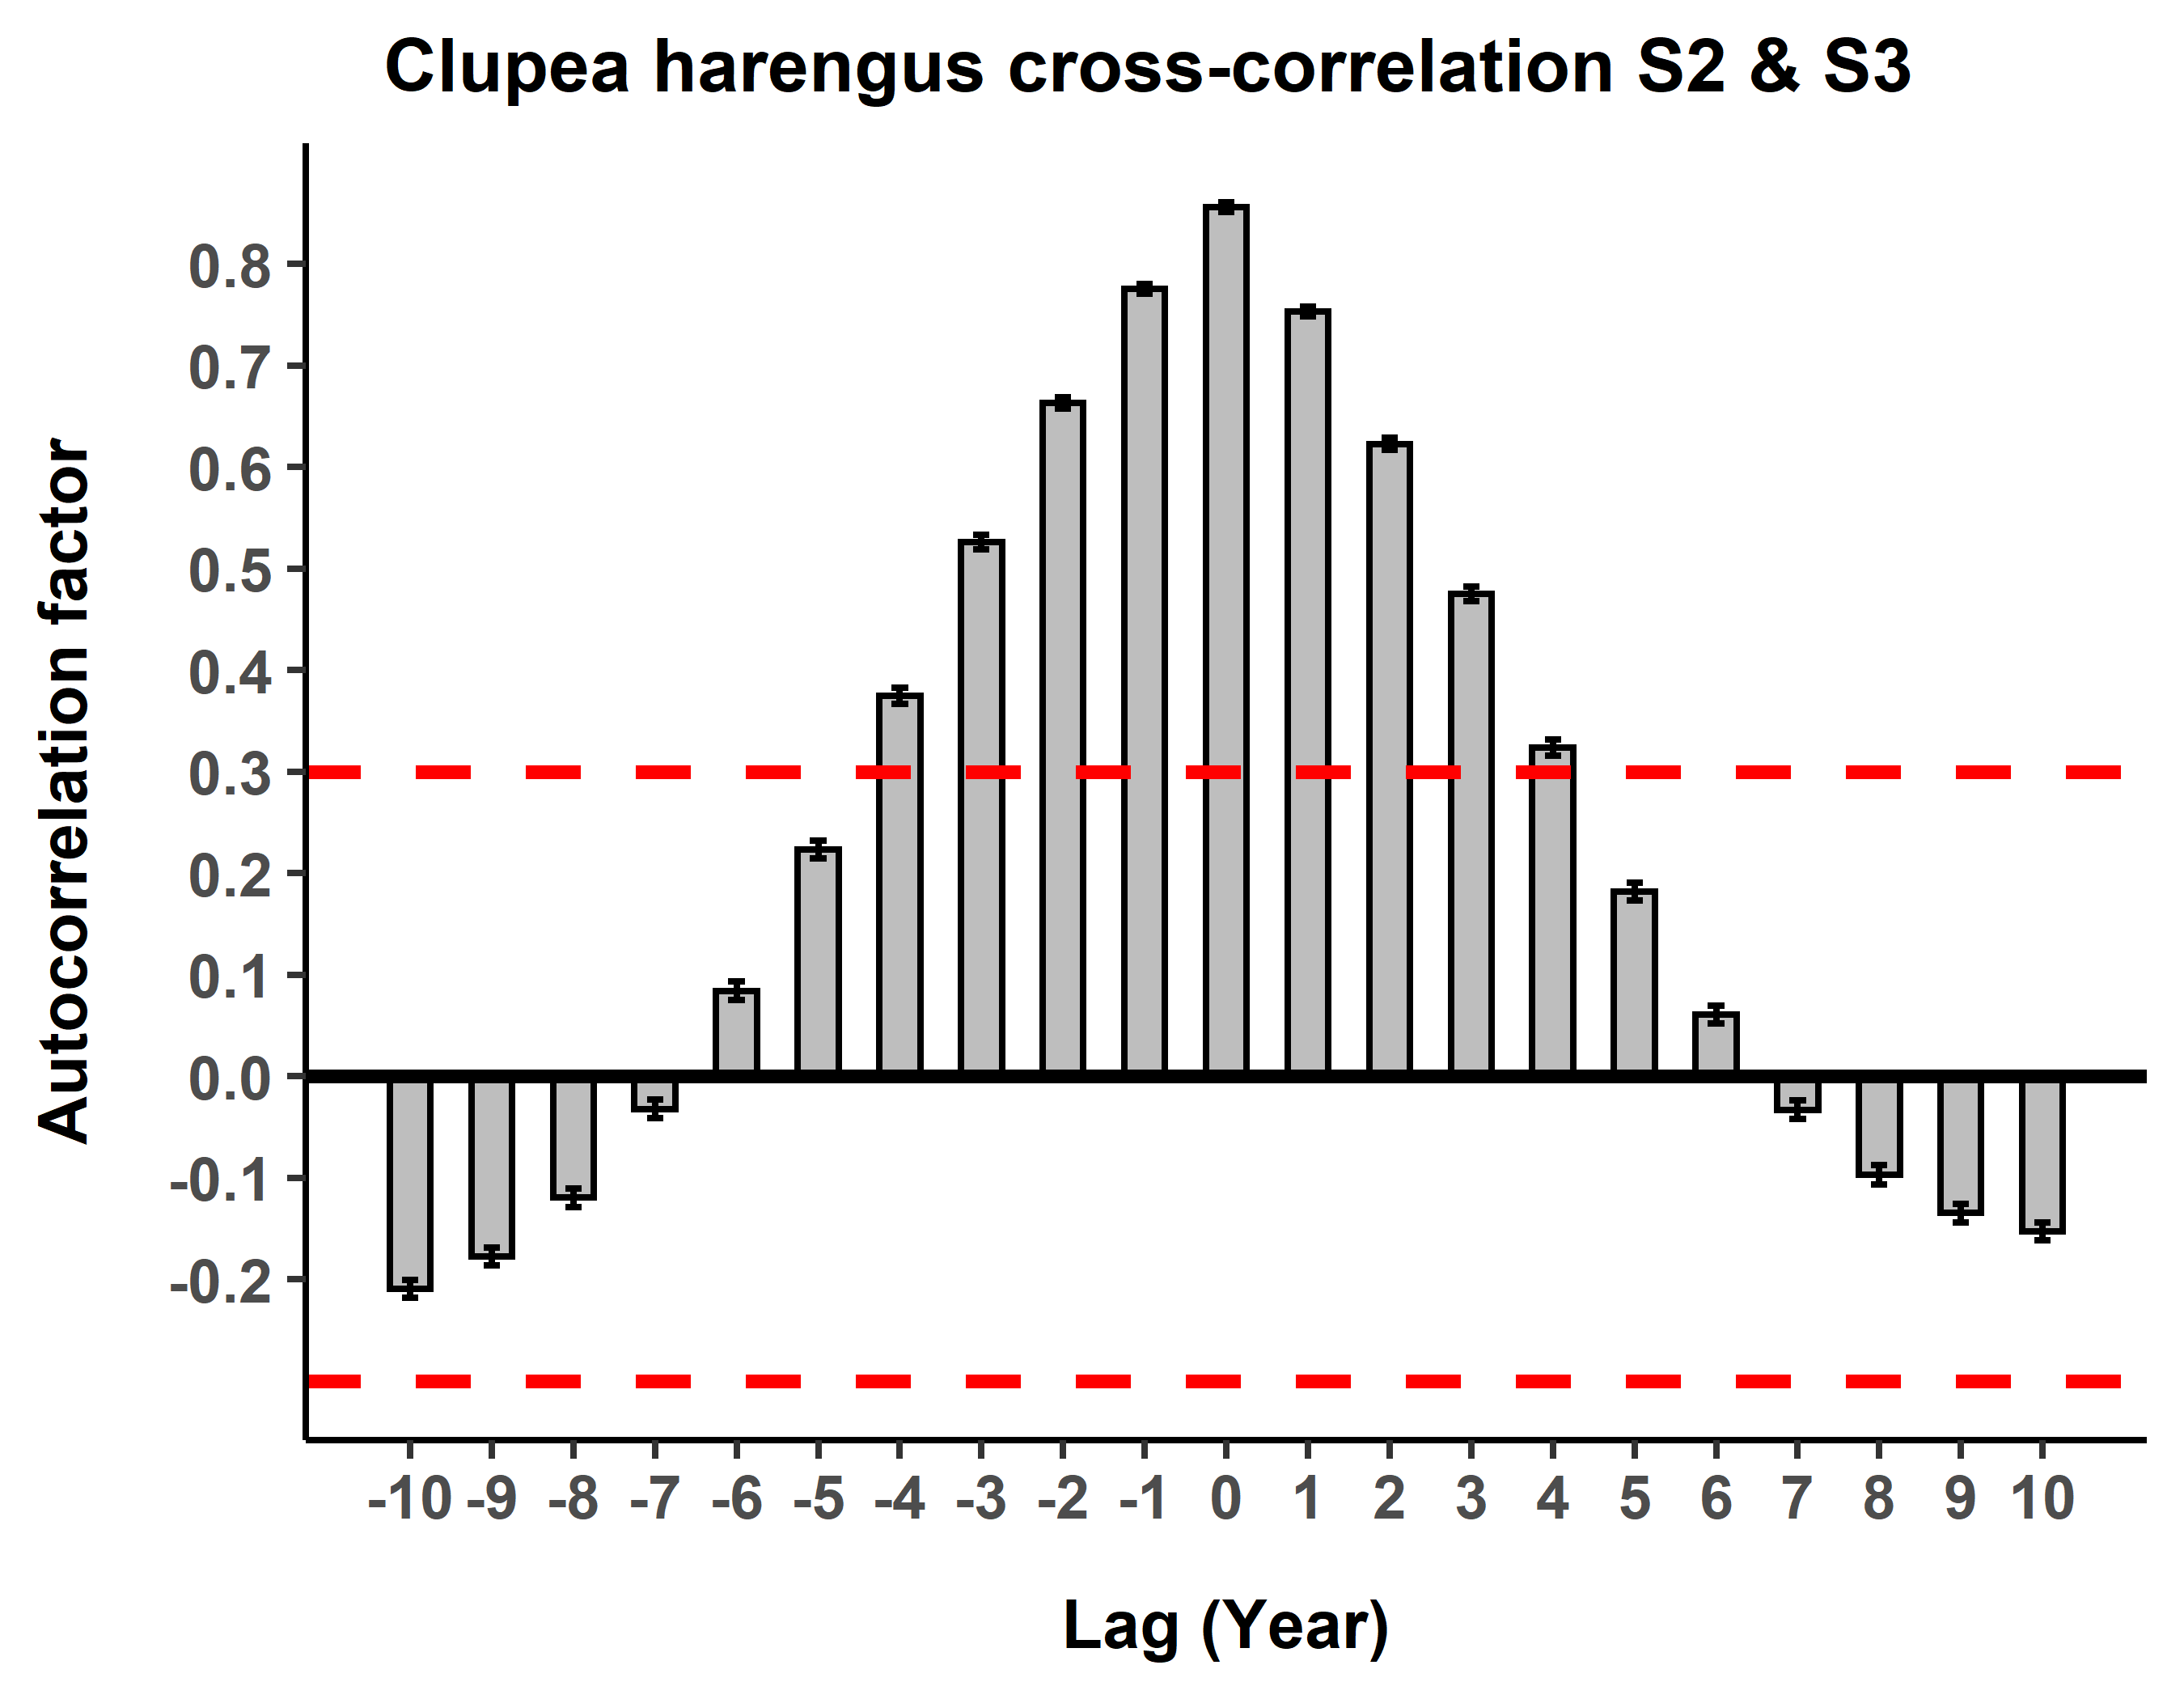 Clupea harengus cross-correlation S2 & S3
Autocorrelation factor
0.8
0.7
0.6
0.5
0.4
0.3
0.2
0.1
0.0
-0.1
-0.2
-10 -9 -8 -7 -6 -5 -4 -3 -2 -1 0 1 2 3 4 5 6 7 8 9 10
Lag (Year)